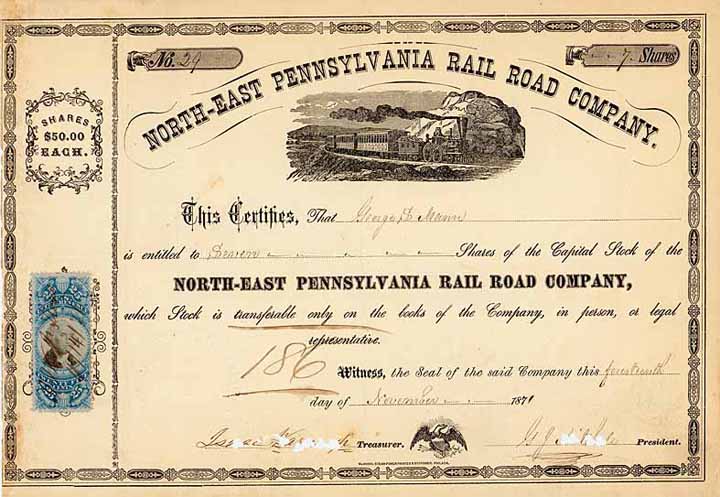 No. 29
7 Shares
NORTH-EAST PENNSYLVANIA RAIL ROAD COMPANY.
SHARES
$50.00
EACH.
This Certifies, That George S. Mann
is entitled to Seven Shares of the Capital Stock of the
NORTH-EAST PENNSYLVANIA RAIL ROAD COMPANY,
which Stock is transferable only on the books of the Company, in person, or legal
representative.
186
Witness, the Seal of the said Company this fourteenth
day of November 1871
Isaac Treasurer.
President.